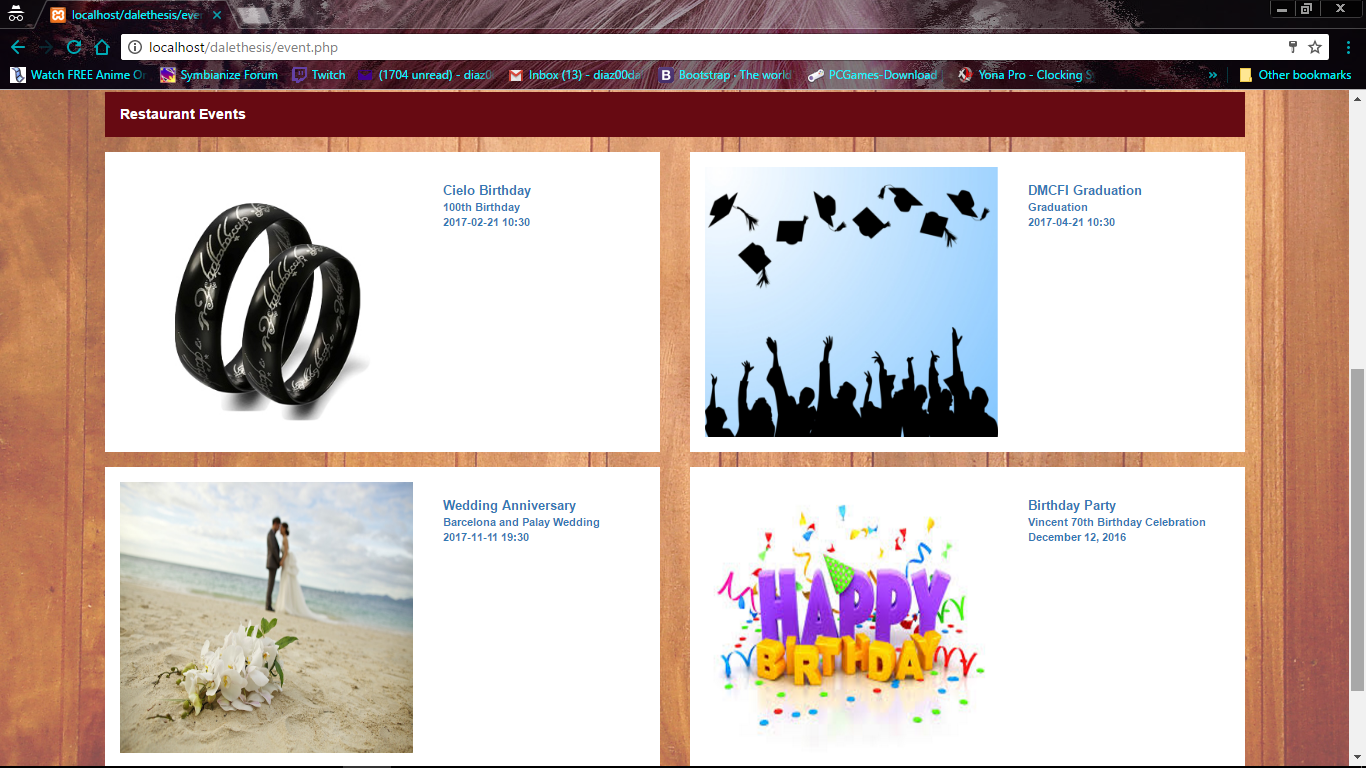 localhost/dalethesis/eve
localhost/dalethesis/event.php
Watch FREE Anime On
Symbianize Forum
Twitch
(1704 unread) - diaz0
Inbox (13) - diaz00da
Bootstrap · The world
PCGames-Download
Yona Pro - Clocking S
Other bookmarks
Restaurant Events
Cielo Birthday
100th Birthday
2017-02-21 10:30
DMCFI Graduation
Graduation
2017-04-21 10:30
Wedding Anniversary
Barcelona and Palay Wedding
2017-11-11 19:30
Birthday Party
Vincent 70th Birthday Celebration
December 12, 2016
HAPPY
BIRTHDAY